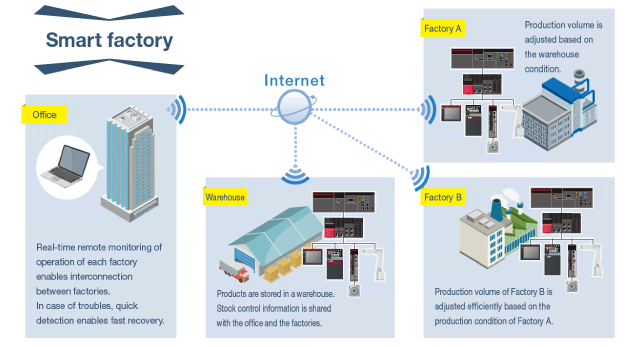 Smart factory
Internet
Office
Real-time remote monitoring of
operation of each factory
enables interconnection
between factories.
In case of troubles, quick
detection enables fast recovery.
Warehouse
Products are stored in a warehouse.
Stock control information is shared
with the office and the factories.
Factory A
Production volume is
adjusted based on
the warehouse
condition.
Factory B
Production volume of Factory B is
adjusted efficiently based on the
production condition of Factory A.